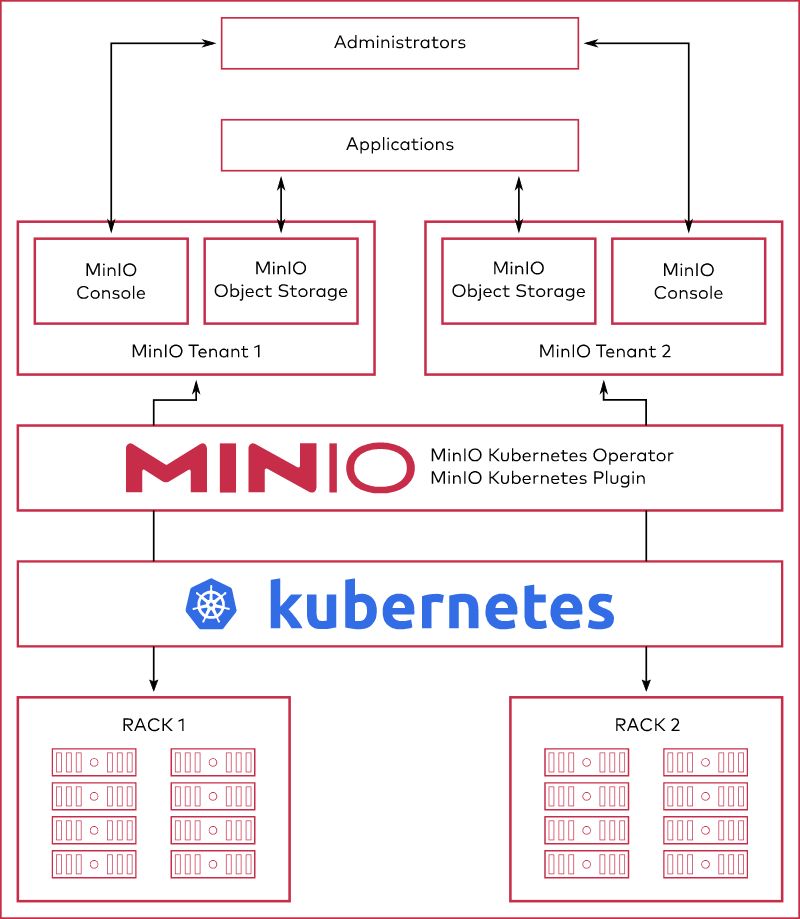 Administrators
Applications
MinIO
Console
MinIO
Object Storage
MinIO Tenant 1
MinIO
Object Storage
MinIO
Console
MinIO Tenant 2
MINIO
MinIO Kubernetes Operator
MinIO Kubernetes Plugin
kubernetes
RACK 1
RACK 2